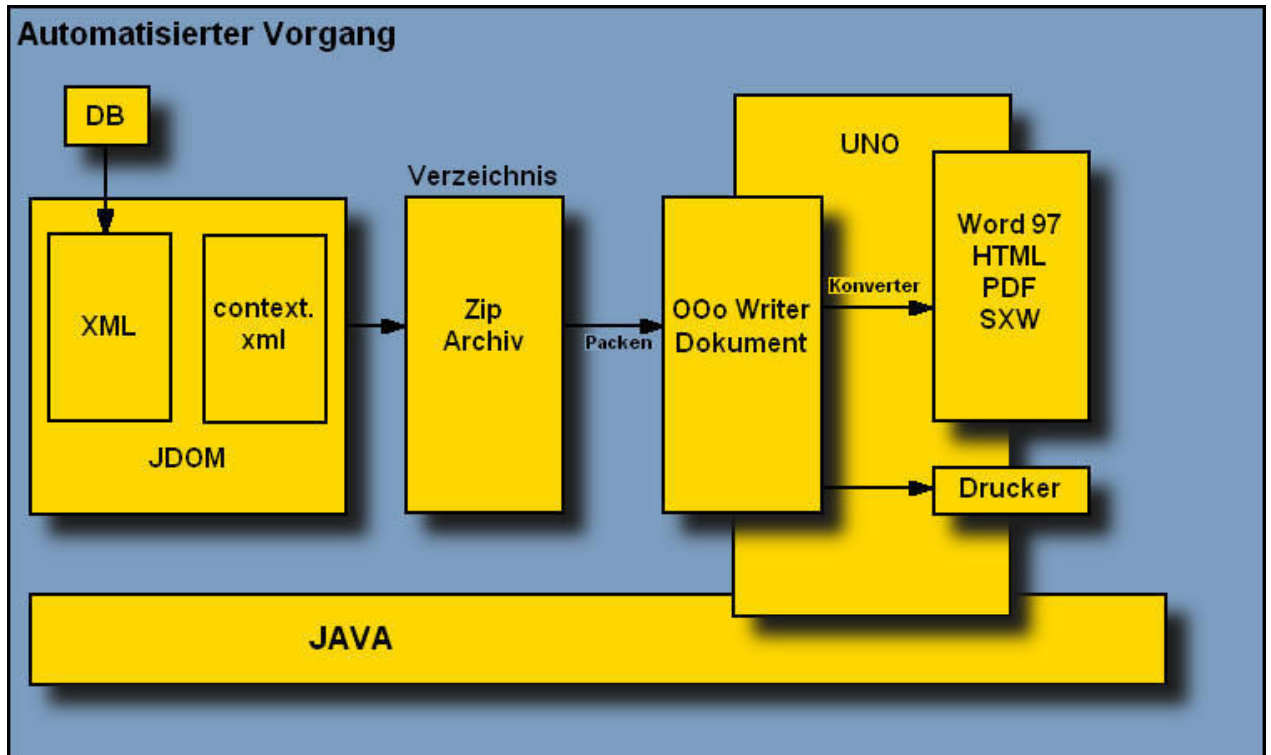 Automatisierter Vorgang
DB
UNO
Verzeichnis
XML
context.
xml
JDOM
Zip
Archiv
Packen
OOo Writer
Dokument
Konverter
Word 97
HTML
PDF
SXW
Drucker
JAVA